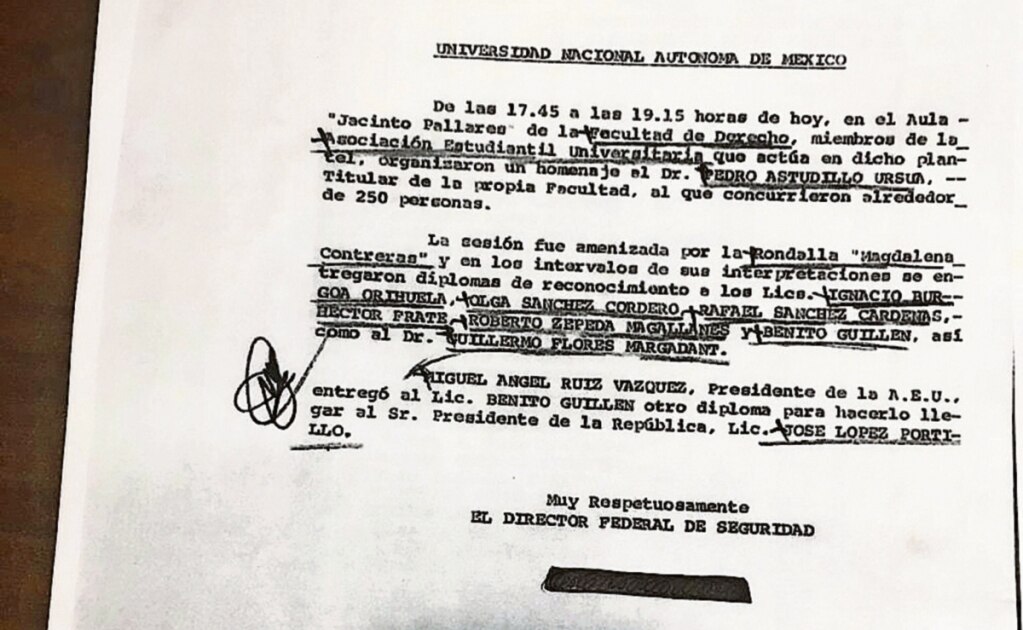 UNIVERSIDAD NACIONAL AUTONOMA DE MEXICO
De las 17.45 a las 19.15 horas de hoy, en el Aula -
"Jacinto Pallares" de la Facultad de Derecho, miembros de la
Asociación Estudiantil Universitaria que actúa en dicho plan-
tel, organizaron un homenaje al Dr. PEDRO ASTUDILLO URSUA, --
Titular de la propia Facultad, al que concurrieron alrededor
de 250 personas.
La sesión fue amenizada por la Rondalla "Magdalena
Contreras" y en los intervalos de sus interpretaciones se en-
tregaron diplomas de reconocimiento a los Lics. IGNACIO BUR--
GOA ORIHUELA, OLGA SANCHEZ CORDERO, RAFAEL SANCHEZ CARDENAS,-
HECTOR FRATE, ROBERTO ZEPEDA MAGALLANES y BENITO GUILLEN, así
como al Dr. GUILLERMO FLORES MARGADANT.
MIGUEL ANGEL RUIZ VAZQUEZ, Presidente de la A.E.U.,
entregó al Lic. BENITO GUILLEN otro diploma para hacerlo lle-
gar al Sr. Presidente de la República, Lic. JOSE LOPEZ PORTI-
LLO.
Muy Respetuosamente
EL DIRECTOR FEDERAL DE SEGURIDAD